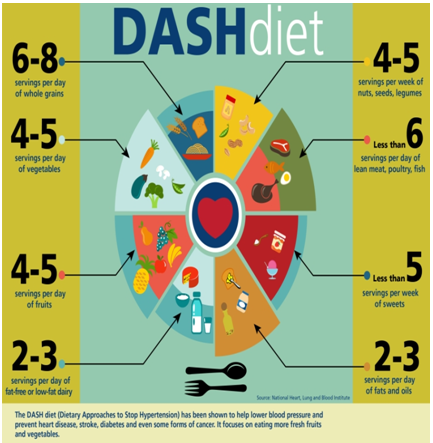 DASHdiet
6-8
servings per day
of whole grains
4-5
servings per day
of vegetables
4-5
servings per day
of fruits
2-3
servings per day of
fat-free or low-fat dairy
4-5
servings per week of
nuts, seeds, legumes
Less than 6
servings per day of
lean meat, poultry, fish
Less than 5
servings per week
of sweets
2-3
servings per day
of fats and oils
Source: National Heart, Lung and Blood Institute
The DASH diet (Dietary Approaches to Stop Hypertension) has been shown to help lower blood pressure and
prevent heart disease, stroke, diabetes and even some forms of cancer. It focuses on eating more fresh fruits
and vegetables.